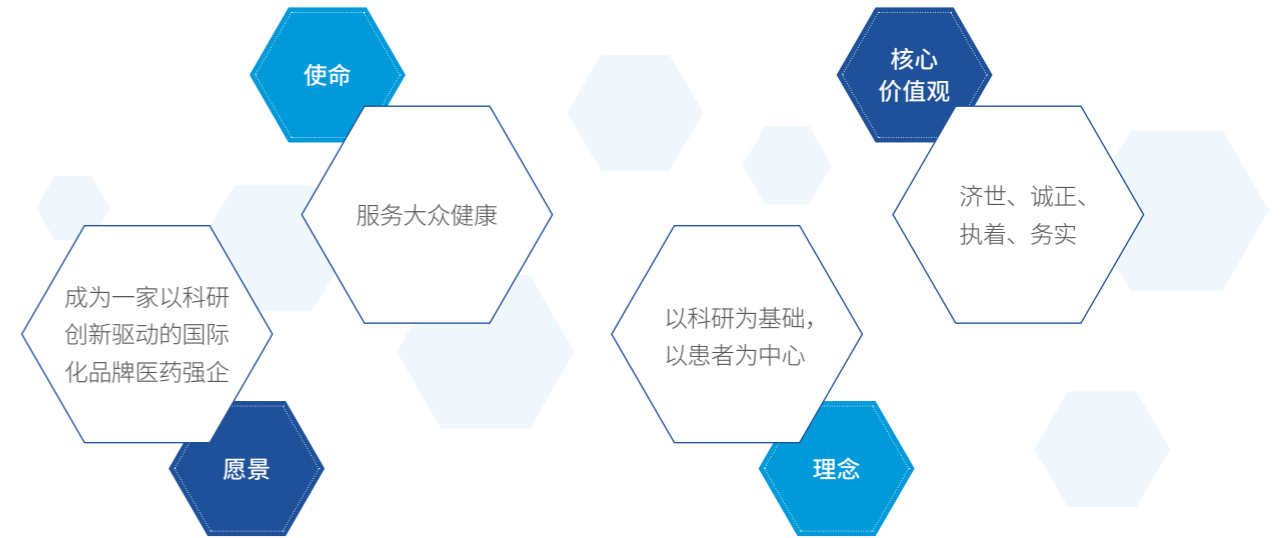 使命
服务大众健康
成为一家以科研
创新驱动的国际
化品牌医药强企
愿景
核心
价值观
济世、诚正、
执着、务实
以科研为基础，
以患者为中心
理念